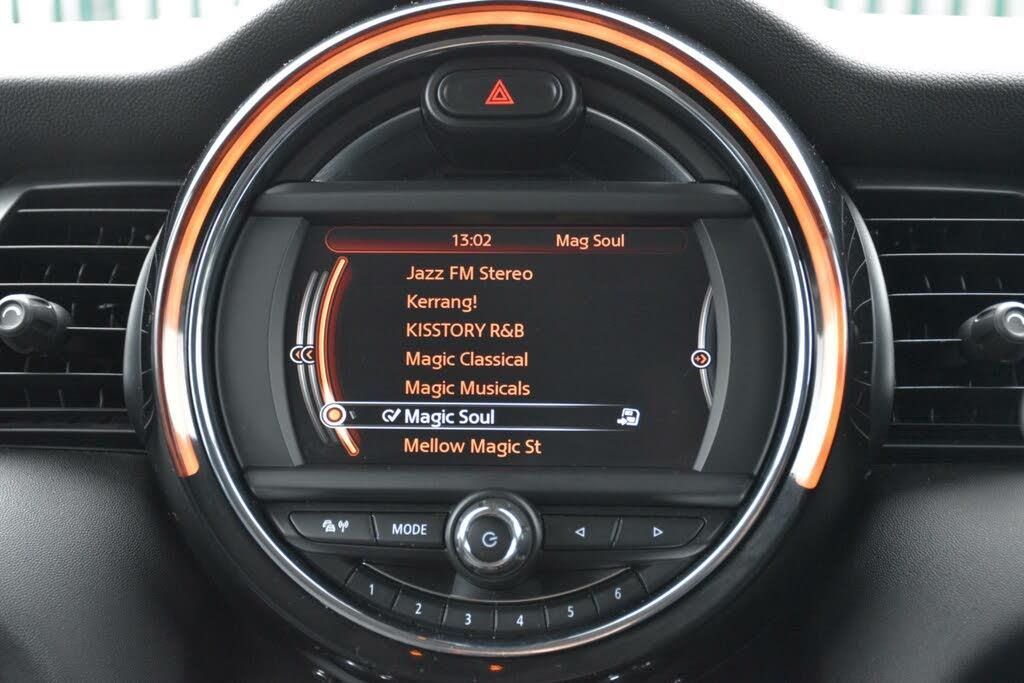 13:02 Mag Soul
Jazz FM Stereo
Kerrang!
KISSTORY R&B
Magic Classical
Magic Musicals
Magic Soul
Mellow Magic St
MODE
1 2 3 4 5 6